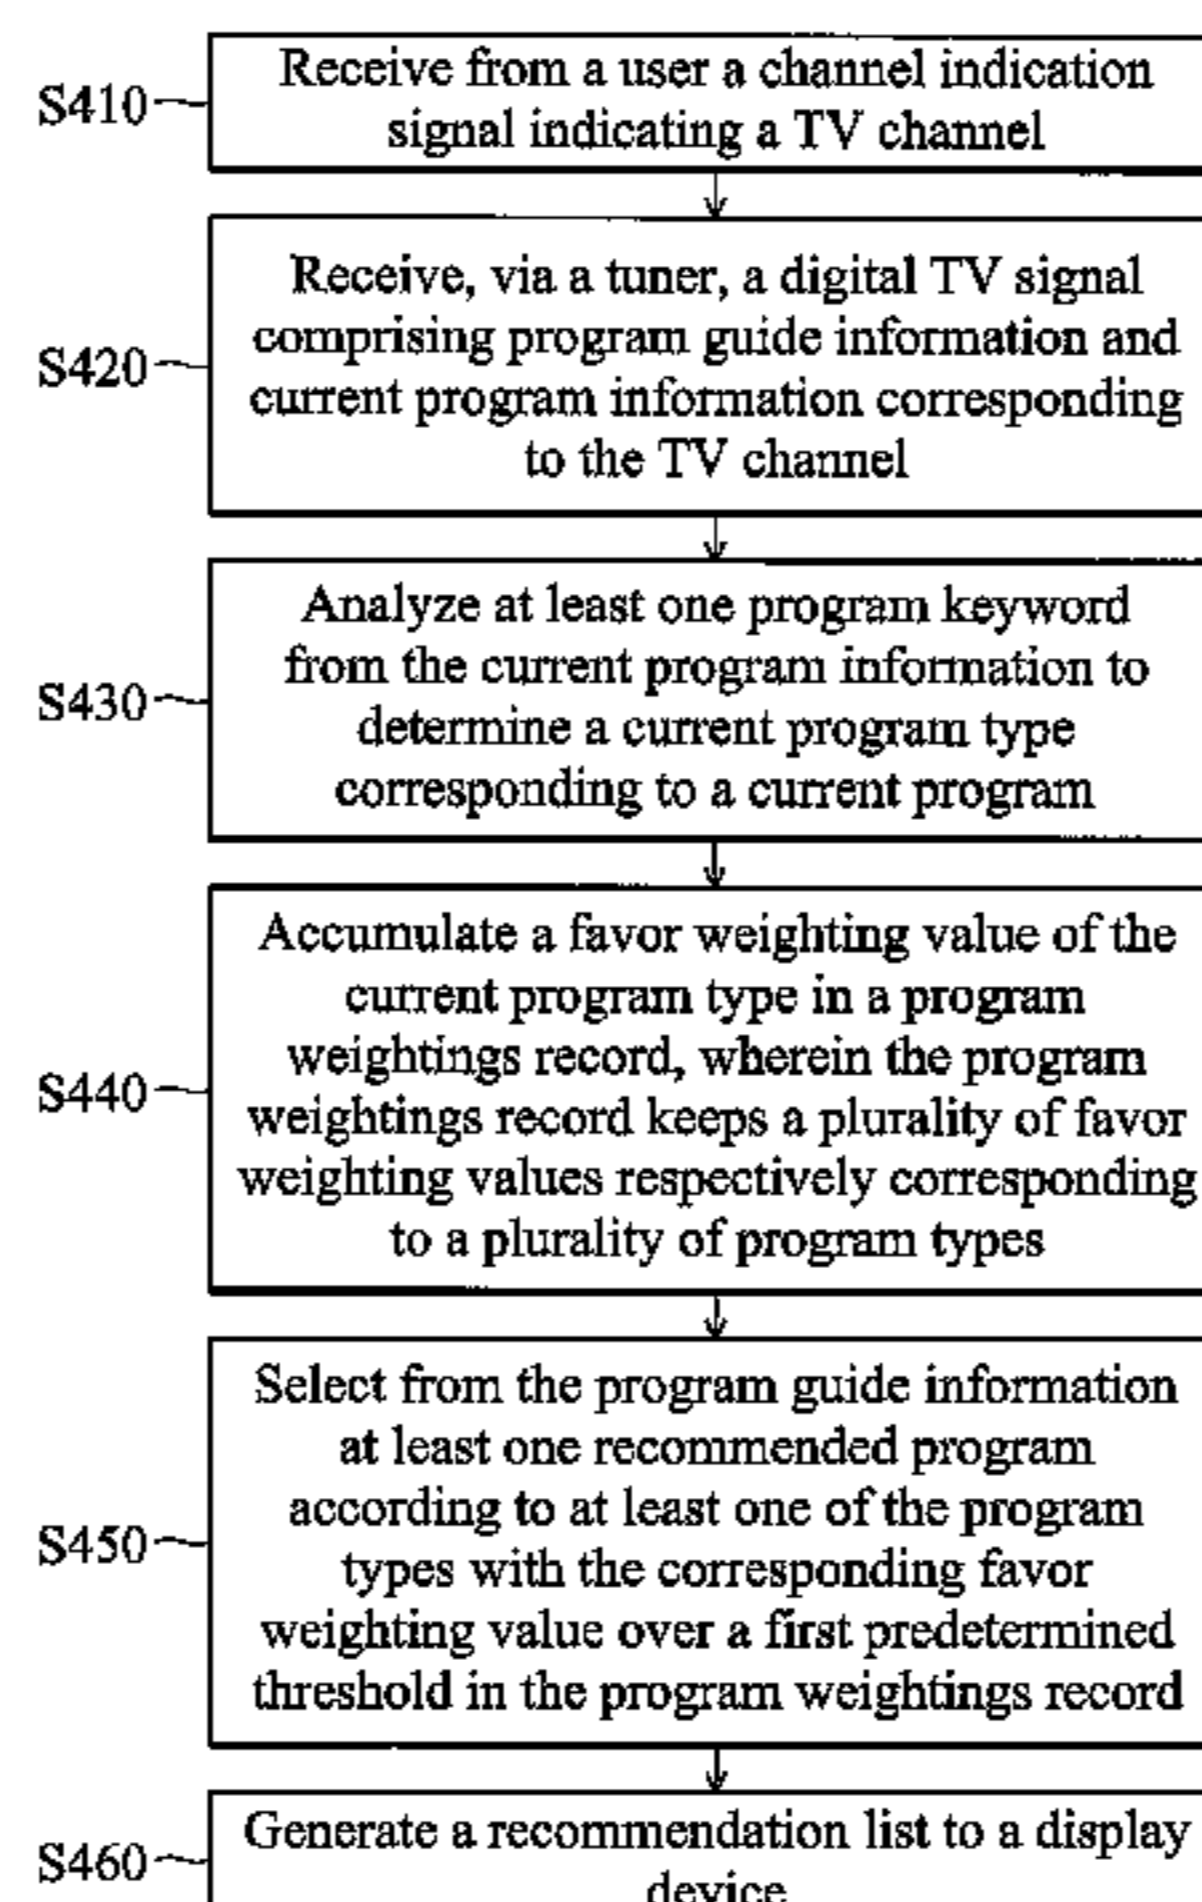 S410
Receive from a user a channel indication
signal indicating a TV channel
S420
Receive, via a tuner, a digital TV signal
comprising program guide information and
current program information corresponding
to the TV channel
S430
Analyze at least one program keyword
from the current program information to
determine a current program type
corresponding to a current program
S440
Accumulate a favor weighting value of the
current program type in a program
weightings record, wherein the program
weightings record keeps a plurality of favor
weighting values respectively corresponding
to a plurality of program types
S450
Select from the program guide information
at least one recommended program
according to at least one of the program
types with the corresponding favor
weighting value over a first predetermined
threshold in the program weightings record
S460
Generate a recommendation list to a display
device